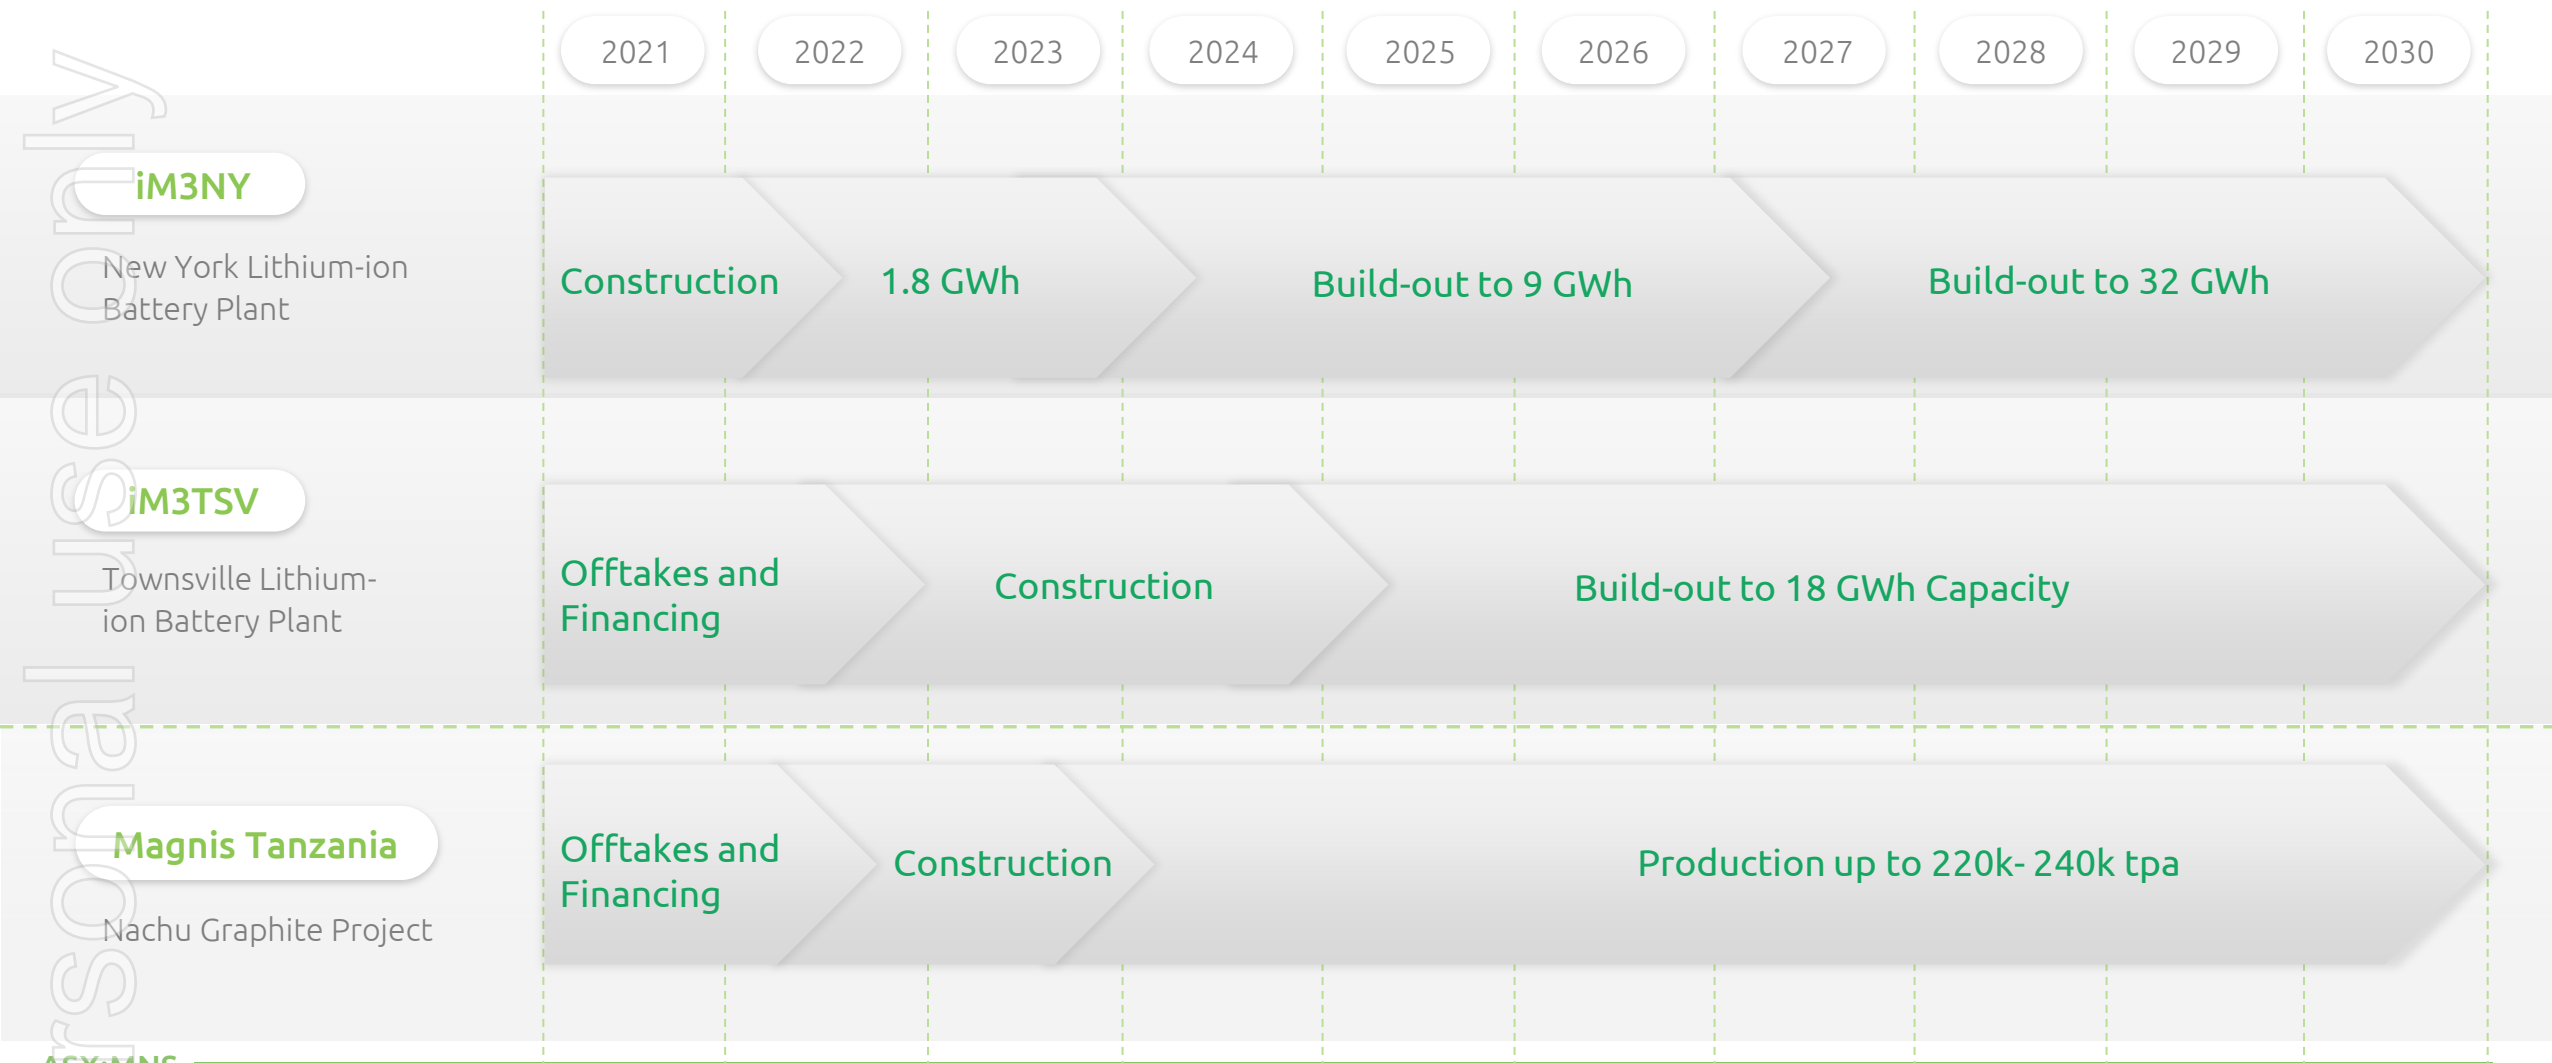 2021 2022 2023 2024 2025 2026 2027 2028 2029 2030
iM3NY
New York Lithium-ion
Battery Plant
Construction 1.8 GWh Build-out to 9 GWh Build-out to 32 GWh
iM3TSV
Townsville Lithium-
ion Battery Plant
Offtakes and
Financing
Construction
Build-out to 18 GWh Capacity
Magnis Tanzania
Nachu Graphite Project
Offtakes and
Financing
Construction
Production up to 220k- 240k tpa
rsonal use only
ASX:MNS